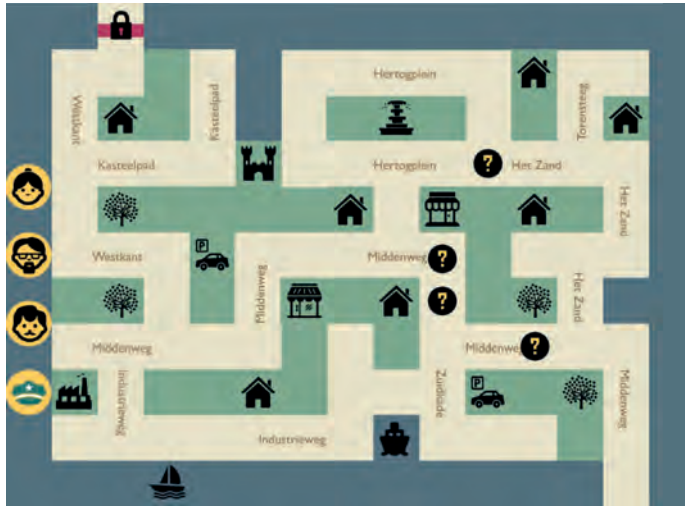 Hertogplein
Westkant
Kasteelpad
Torensteeg
Kasteelpad
Hertogplein
?
Het Zand
Het Zand
P
Westkant
Middenweg
?
Middenweg
?
Het Zand
Middenweg
Middenweg
?
Industrieweg
Zuidkade
P
Middenweg
Industrieweg